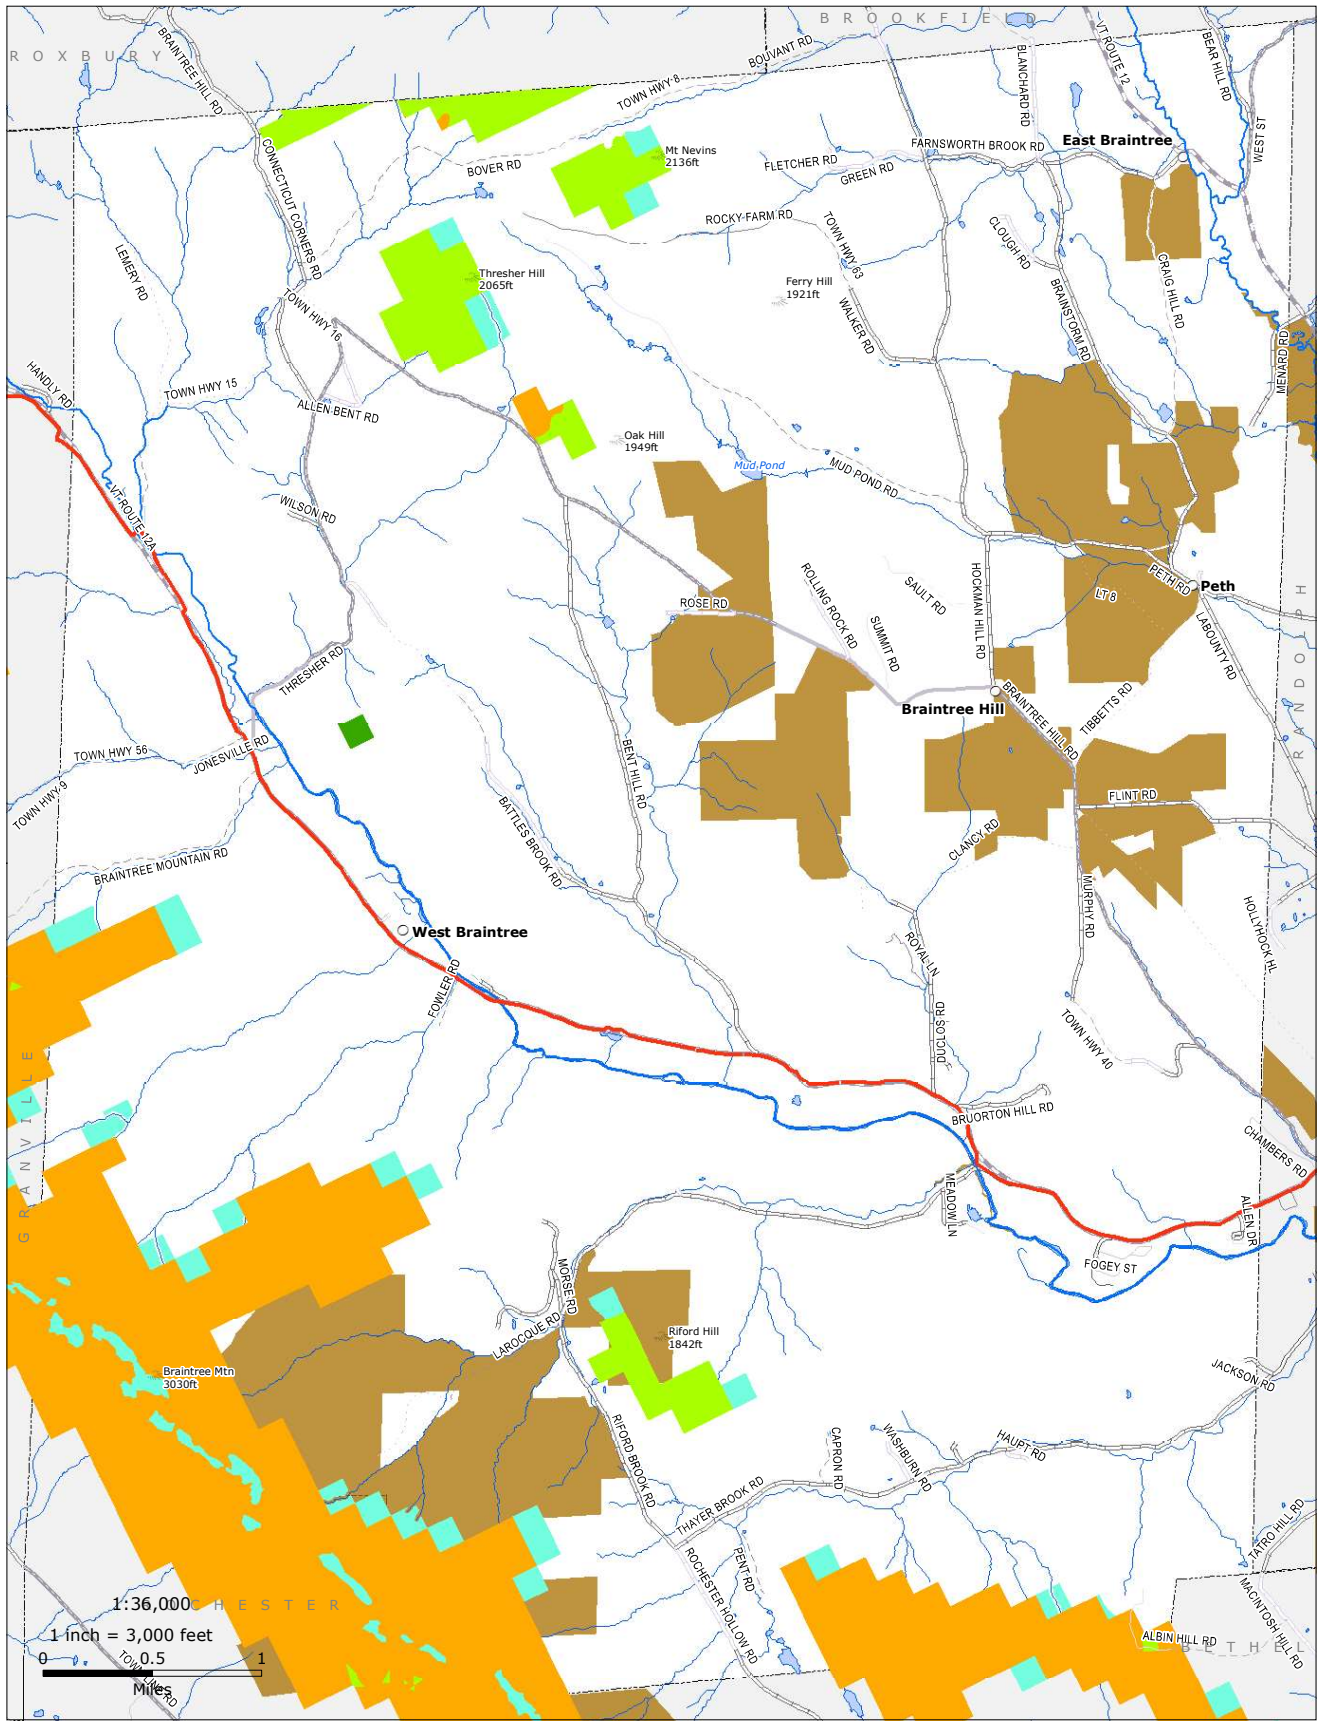 BROOKFIELD
ROXBURY
BRAINTREE HILL RD
BOUVANT RD
TOWN HWY 8
BLANCHARD RD
VT ROUTE 12
BEAR HILL RD
WEST ST
East Braintree
FARNSWORTH BROOK RD
FLETCHER RD
GREEN RD
Mt Nevins
2136ft
BOVER RD
CONNECTICUT CORNERS RD
ROCKY FARM RD
TOWN HWY 63
CLOUGH RD
LEMERY RD
Thresher Hill
2065ft
Ferry Hill
1921ft
CRAIG HILL RD
BRAINSTORM RD
TOWN HWY 16
WALKER RD
MENARD RD
HANDLY RD
TOWN HWY 15
ALLEN-BENT RD
Oak Hill
1949ft
Mud Pond
MUD POND RD
VT ROUTE 12A
WILSON RD
ROLLING ROCK RD
SAULT RD
HOCKMAN HILL RD
PETH RD
Peth
LT 8
RANDOLPH
ROSE RD
SUMMIT RD
LABOUNTY RD
THRESHER RD
Braintree Hill
BRAINTREE HILL RD
TIBBETTS RD
TOWN HWY 56
JONESVILLE RD
TOWN HWY 9
BENT HILL RD
BATTLES BROOK RD
FLINT RD
CLANCY RD
BRAINTREE MOUNTAIN RD
MURPHY RD
HOLLYHOCK HL
West Braintree
ROYAL LN
FOWLER RD
DUCLOS RD
TOWN HWY 40
GRANVILLE
BRUORTON HILL RD
CHAMBERS RD
MEADOW LN
ALLEN DR
FOGEY ST
MORSE RD
LAROCQUE RD
Riford Hill
1842ft
Braintree Mtn
3030ft
JACKSON RD
RIFORD BROOK RD
CAPRON RD
WASHBURN RD
HAUPT RD
THAYER BROOK RD
TATRO HILL RD
PENT RD
ROCHESTER HOLLOW RD
MACINTOSH HILL RD
ALBIN HILL RD
BETHEL
1:36,000
CHESTER
1 inch = 3,000 feet
0 0.5 1
Miles